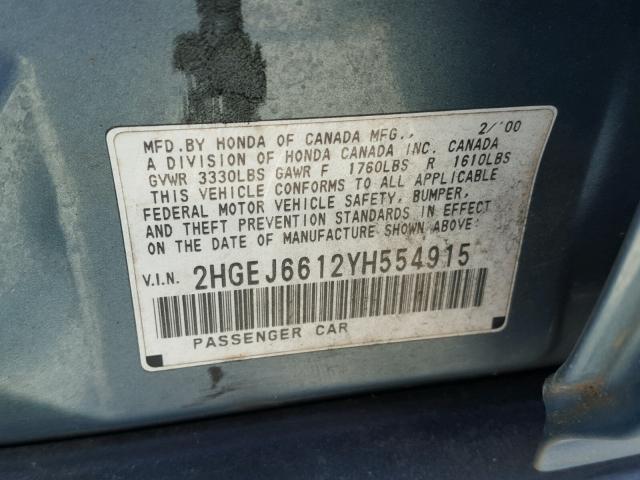 MFD.BY HONDA OF CANADA MFG., 2/'00
A DIVISION OF HONDA CANADA INC. CANADA
GVWR 3330LBS GAWR F 1760LBS R 1610LBS
THIS VEHICLE CONFORMS TO ALL APPLICABLE
FEDERAL MOTOR VEHICLE SAFETY, BUMPER,
AND THEFT PREVENTION STANDARDS IN EFFECT
ON THE DATE OF MANUFACTURE SHOWN ABOVE:
V.I.N. 2HGEJ6612YH554915
PASSENGER CAR